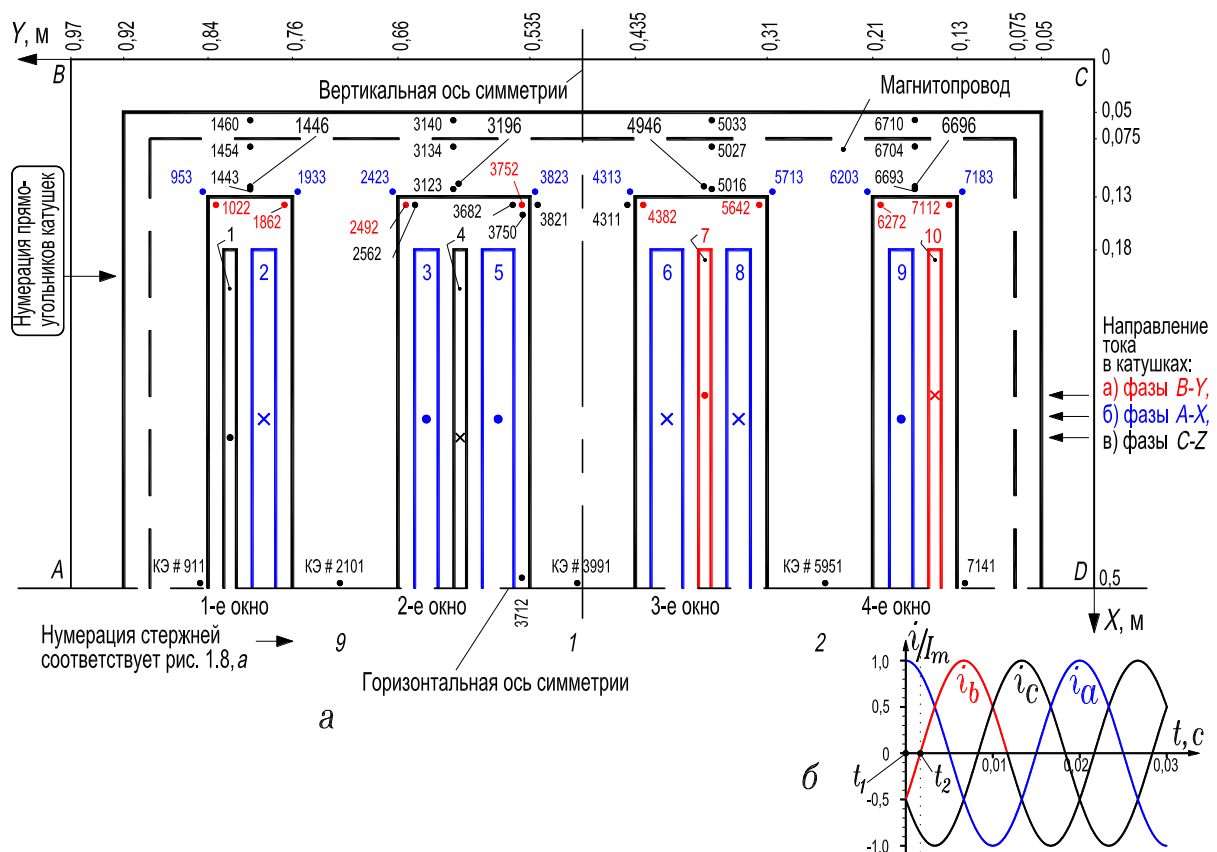 Y, м
0,97
0,92
0,84
0,76
0,66
0,535
0,435
0,31
0,21
0,13
0,075
0,05
0
B
C
Вертикальная ось симметрии
Магнитопровод
0,05
0,075
0,13
0,18
0,5
1460
1446
3140
3196
4946
5033
6710
6696
1454
3134
5027
6704
953
1443
1933
2423
3123
3752
3823
4313
5016
5713
6203
6693
7183
1022
1862
2492
2562
3682
3750
3821
4311
4382
5642
6272
7112
Нумерация прямо-
угольников катушек
1
2
3
4
5
6
7
8
9
10
Направление
тока
в катушках:
а) фазы B-Y,
б) фазы A-X,
в) фазы C-Z
A
КЭ # 911
КЭ # 2101
КЭ # 3991
КЭ # 5951
7141
D
3712
1-е окно
2-е окно
3-е окно
4-е окно
X, м
Нумерация стержней
соответствует рис. 1.8, а
9
1
2
Горизонтальная ось симметрии
а
i/Im
1,0
0,5
0
-0,5
-1,0
ib
ic
ia
t, c
0,01
0,02
0,03
t1
t2
б